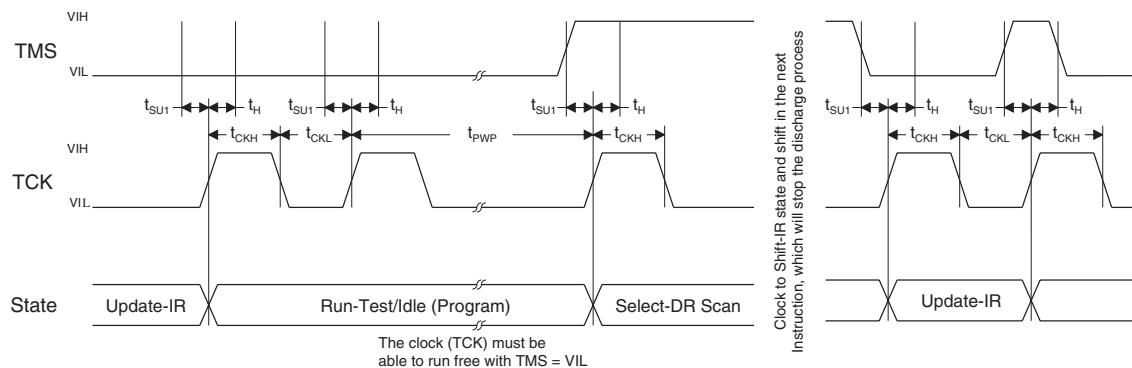 VIH
TMS
VIL
tSU1 tH tSU1 tH tSU1 tH tSU1 tH tSU1 tH
tCKH tCKL tPWP tCKH tCKH tCKL tCKH
VIH
TCK
VIL
State Update-IR Run-Test/Idle (Program) Select-DR Scan Update-IR
The clock (TCK) must be
able to run free with TMS = VIL
Clock to Shift-IR state and shift in the next
Instruction, which will stop the discharge process